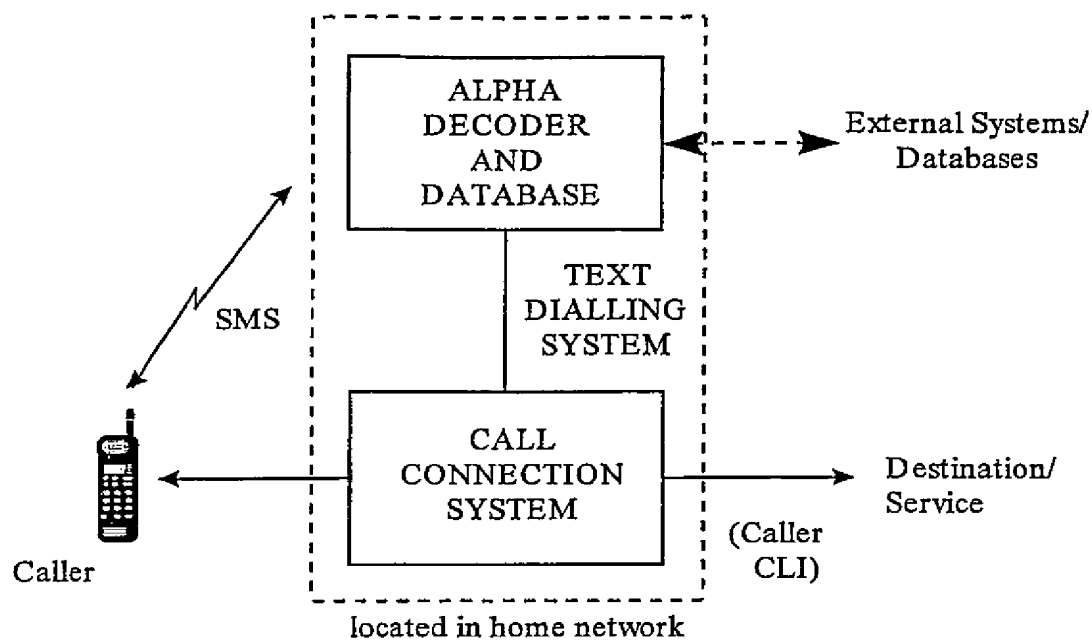 ALPHA
DECODER
AND
DATABASE
External Systems/
Databases
SMS
TEXT
DIALLING
SYSTEM
CALL
CONNECTION
SYSTEM
Destination/
Service
(Caller
CLI)
Caller
located in home network